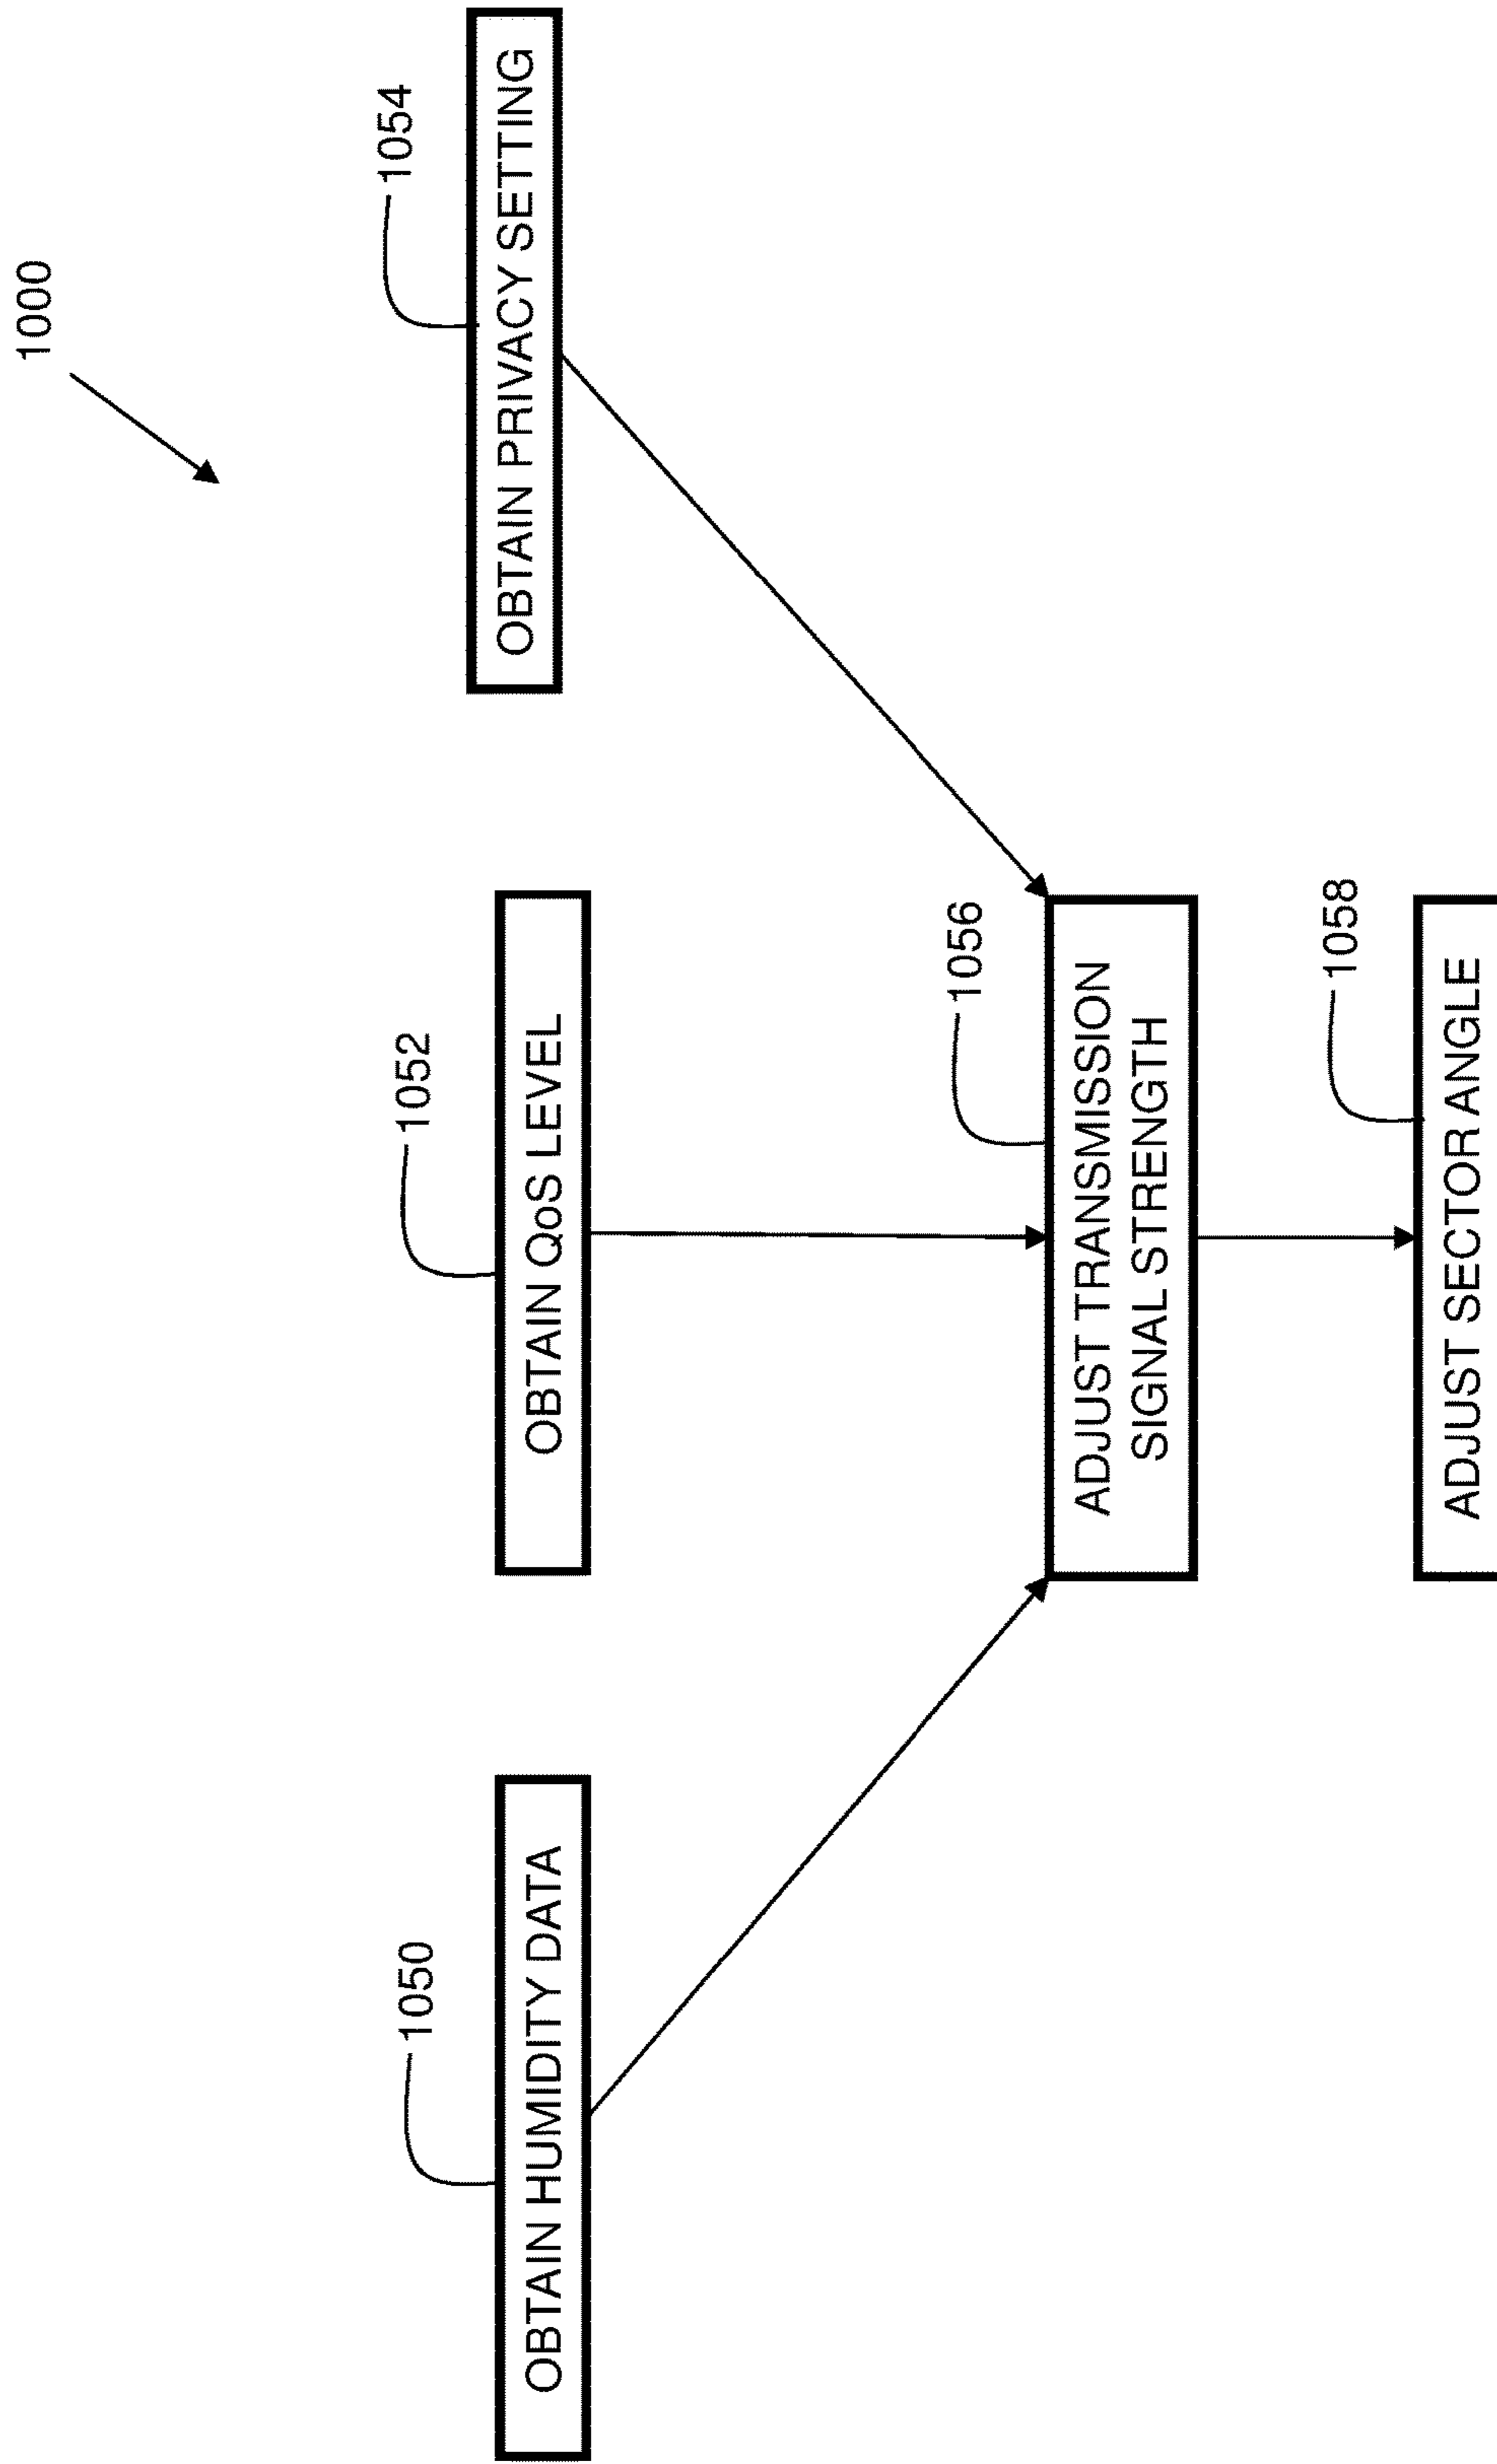 1000
1050
OBTAIN HUMIDITY DATA
1052
OBTAIN QoS LEVEL
1054
OBTAIN PRIVACY SETTING
1056
ADJUST TRANSMISSION
SIGNAL STRENGTH
1058
ADJUST SECTOR ANGLE